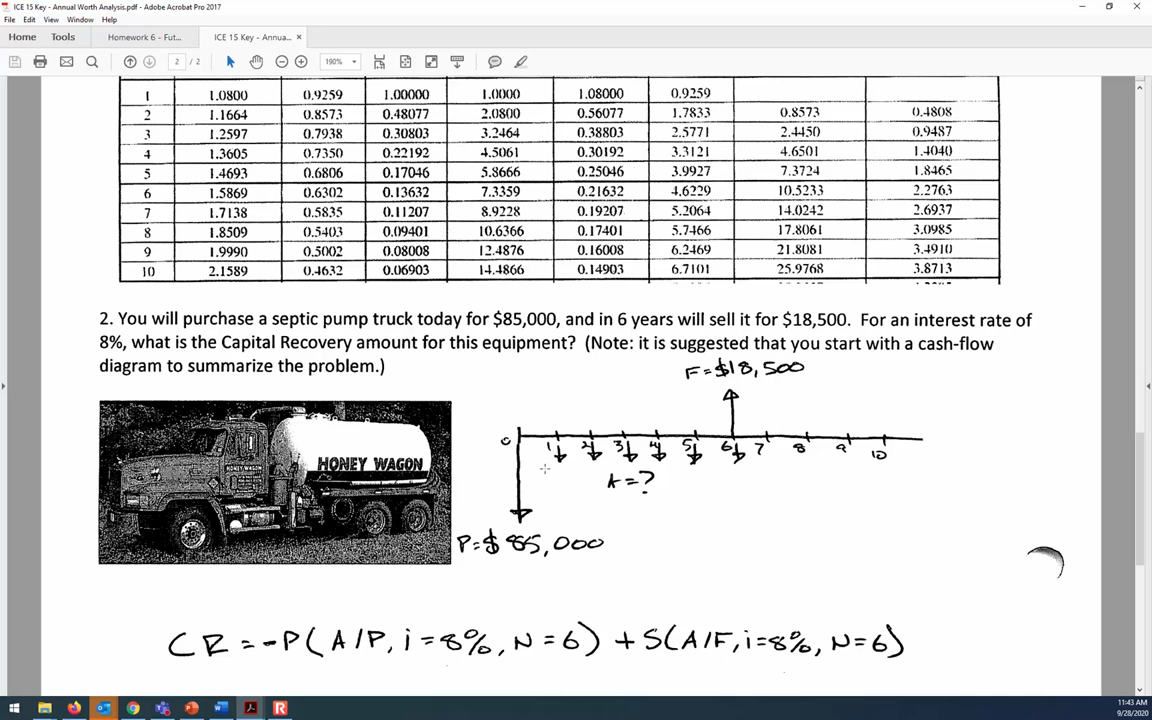 ICE 15 Key - Annual Worth Analysis.pdf - Adobe Acrobat Pro 2017
File Edit View Window Help
Home Tools Homework 6 - Fut... ICE 15 Key - Annua... ×
2 / 2 190%
1 1.0800 0.9259 1.00000 1.0000 1.08000 0.9259
2 1.1664 0.8573 0.48077 2.0800 0.56077 1.7833 0.8573 0.4808
3 1.2597 0.7938 0.30803 3.2464 0.38803 2.5771 2.4450 0.9487
4 1.3605 0.7350 0.22192 4.5061 0.30192 3.3121 4.6501 1.4040
5 1.4693 0.6806 0.17046 5.8666 0.25046 3.9927 7.3724 1.8465
6 1.5869 0.6302 0.13632 7.3359 0.21632 4.6229 10.5233 2.2763
7 1.7138 0.5835 0.11207 8.9228 0.19207 5.2064 14.0242 2.6937
8 1.8509 0.5403 0.09401 10.6366 0.17401 5.7466 17.8061 3.0985
9 1.9990 0.5002 0.08008 12.4876 0.16008 6.2469 21.8081 3.4910
10 2.1589 0.4632 0.06903 14.4866 0.14903 6.7101 25.9768 3.8713
2. You will purchase a septic pump truck today for $85,000, and in 6 years will sell it for $18,500. For an interest rate of
8%, what is the Capital Recovery amount for this equipment? (Note: it is suggested that you start with a cash-flow
diagram to summarize the problem.)
F=$18,500
0 1 2 3 4 5 6 7 8 9 10
HONEY WAGON
A=?
P=$85,000
CR=-P(A/P, i=8%, N=6) + S(A/F, i=8%, N=6)
11:43 AM
9/28/2020